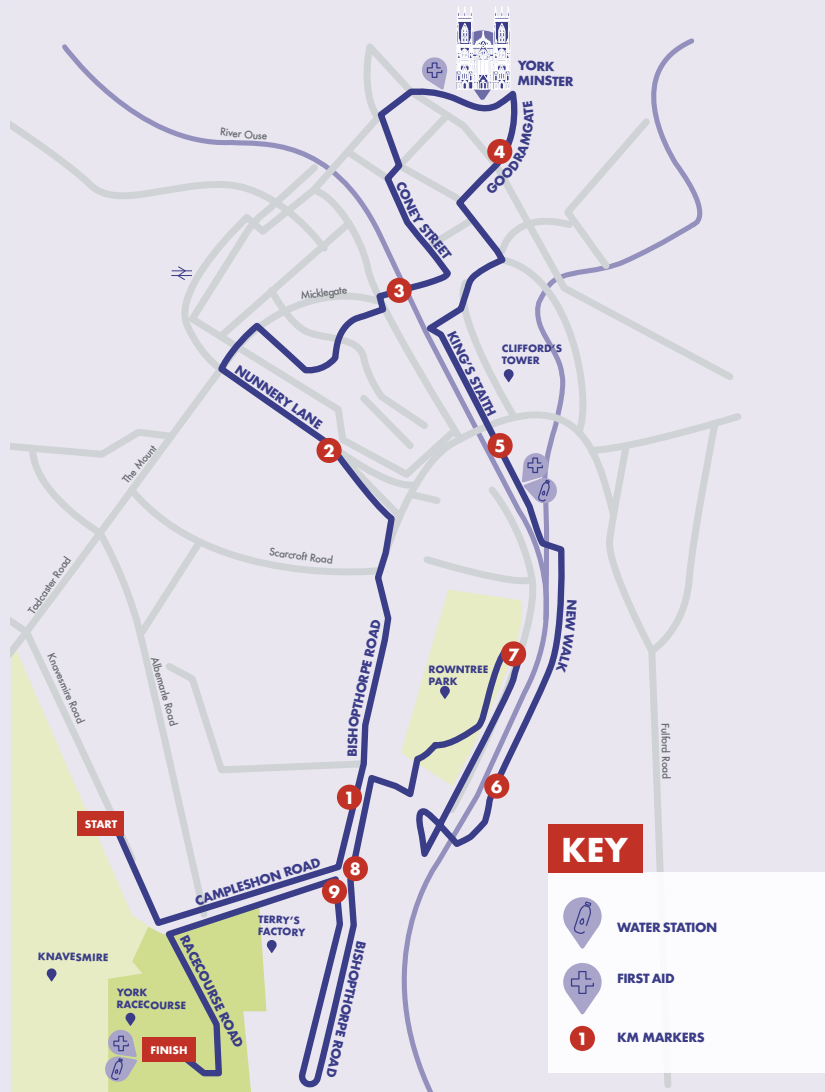 YORK
MINSTER
River Ouse
4
GOODRAMGATE
CONEY STREET
3
Micklegate
KING'S STAITH
CLIFFORD'S
TOWER
NUNNERY LANE
2
5
The Mount
Scarcroft Road
Tadcaster Road
NEW WALK
BISHOPTHORPE ROAD
7
ROWNTREE
PARK
Knavesmire Road
Albemarle Road
Fulford Road
1
6
START
CAMPLESHON ROAD
8
9
TERRY'S
FACTORY
RACECOURSE ROAD
BISHOPTHORPE ROAD
KNAVESMIRE
YORK
RACECOURSE
FINISH
KEY
WATER STATION
FIRST AID
1 KM MARKERS